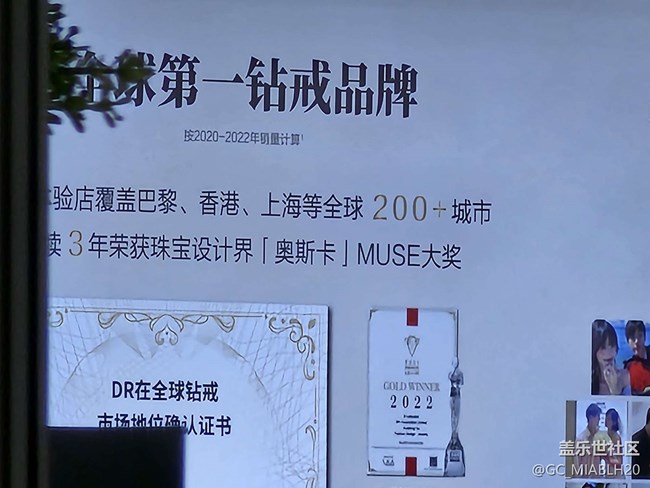 全球第一钻戒品牌
按2020-2022年销量计算¹
验店覆盖巴黎、香港、上海等全球 200+ 城市
续 3 年荣获珠宝设计界「奥斯卡」MUSE大奖
DR在全球钻戒
市场地位确认证书
GOLD WINNER
2022
盖乐世社区
@GC_MIABLH20